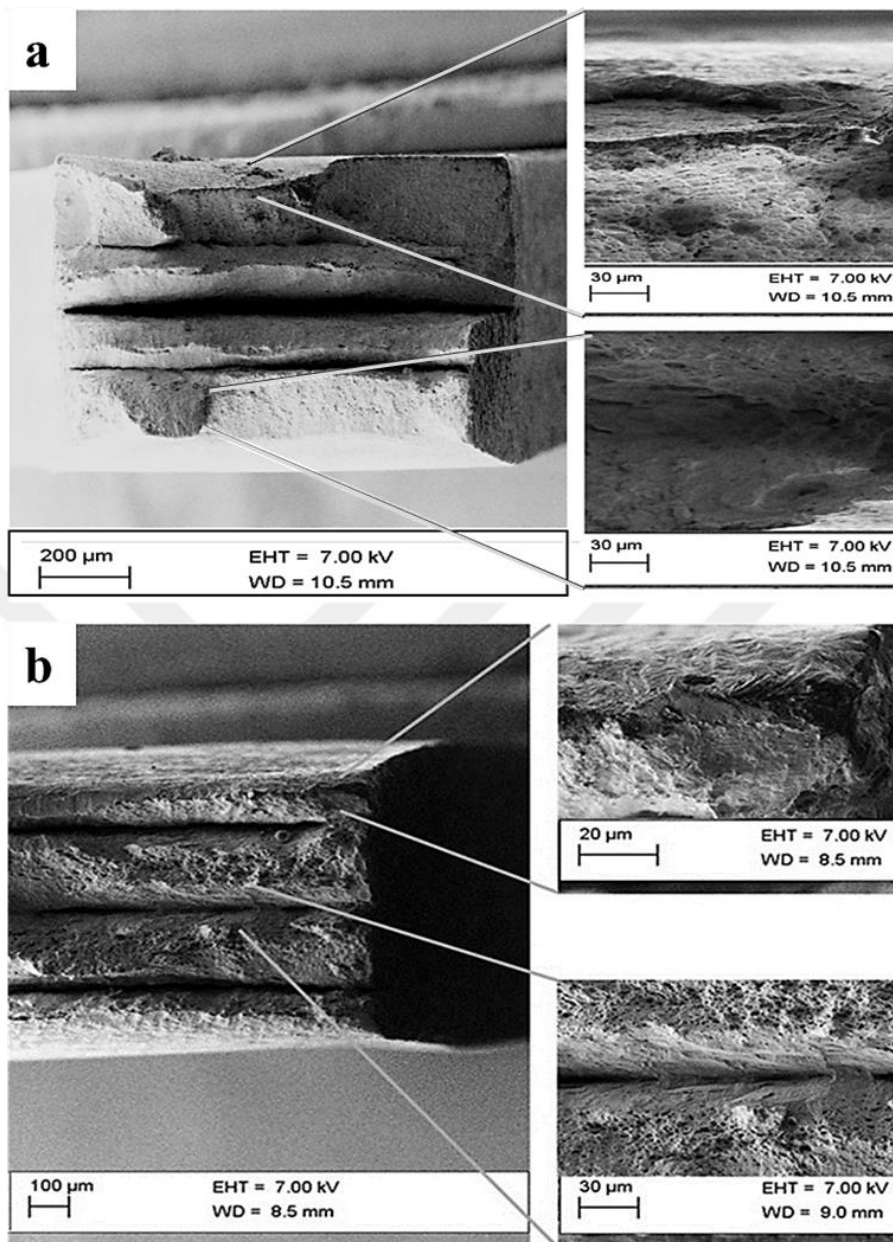 a
30 µm EHT = 7.00 kV
WD = 10.5 mm
30 µm EHT = 7.00 kV
WD = 10.5 mm
200 µm EHT = 7.00 kV
WD = 10.5 mm
b
20 µm EHT = 7.00 kV
WD = 8.5 mm
100 µm EHT = 7.00 kV
WD = 8.5 mm
30 µm EHT = 7.00 kV
WD = 9.0 mm